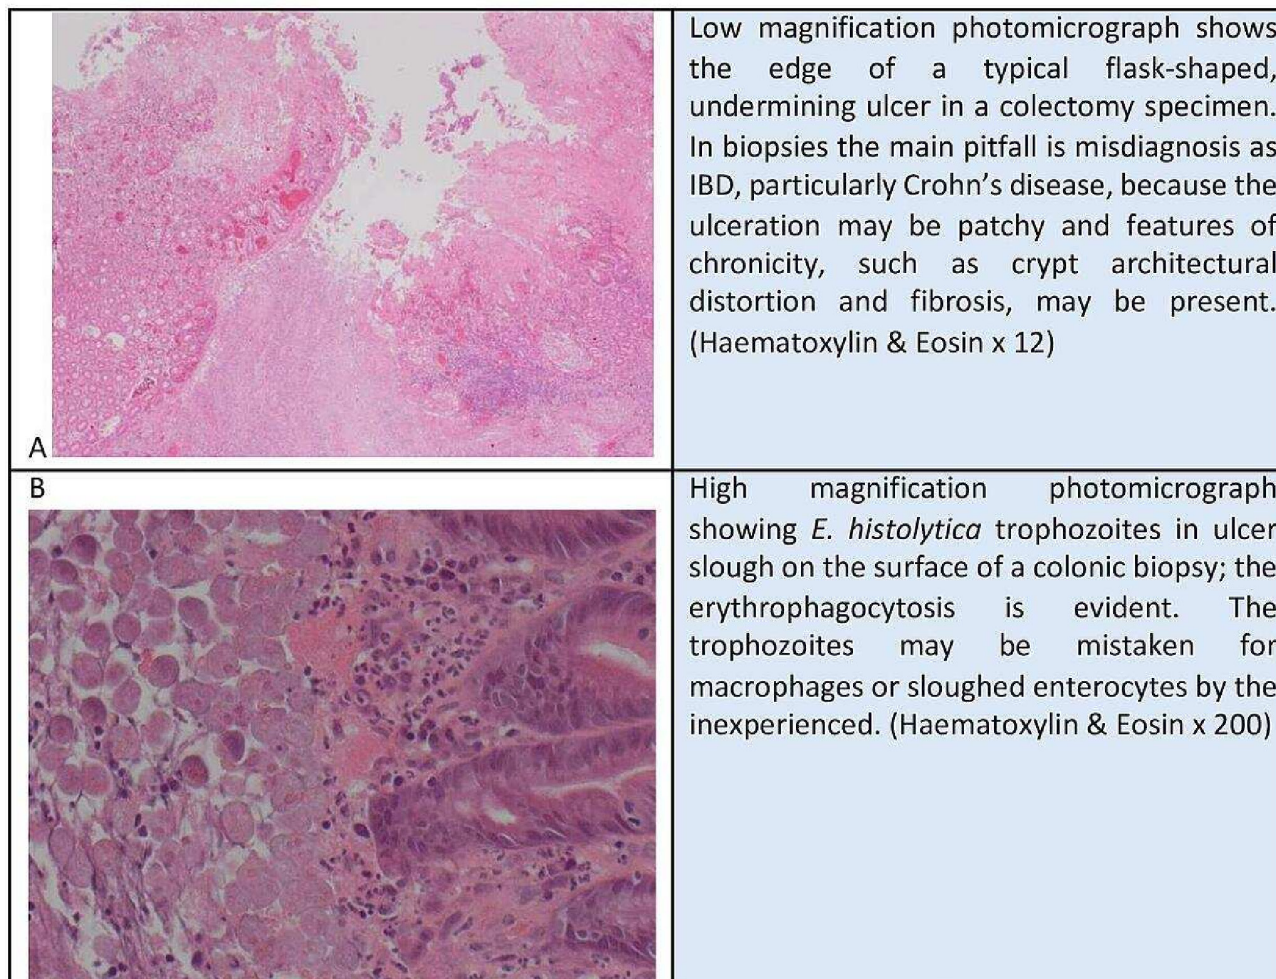 Low magnification photomicrograph shows
the edge of a typical flask-shaped,
undermining ulcer in a colectomy specimen.
In biopsies the main pitfall is misdiagnosis as
IBD, particularly Crohn’s disease, because the
ulceration may be patchy and features of
chronicity, such as crypt architectural
distortion and fibrosis, may be present.
(Haematoxylin & Eosin x 12)
A
B
High magnification photomicrograph
showing E. histolytica trophozoites in ulcer
slough on the surface of a colonic biopsy; the
erythrophagocytosis is evident. The
trophozoites may be mistaken for
macrophages or sloughed enterocytes by the
inexperienced. (Haematoxylin & Eosin x 200)